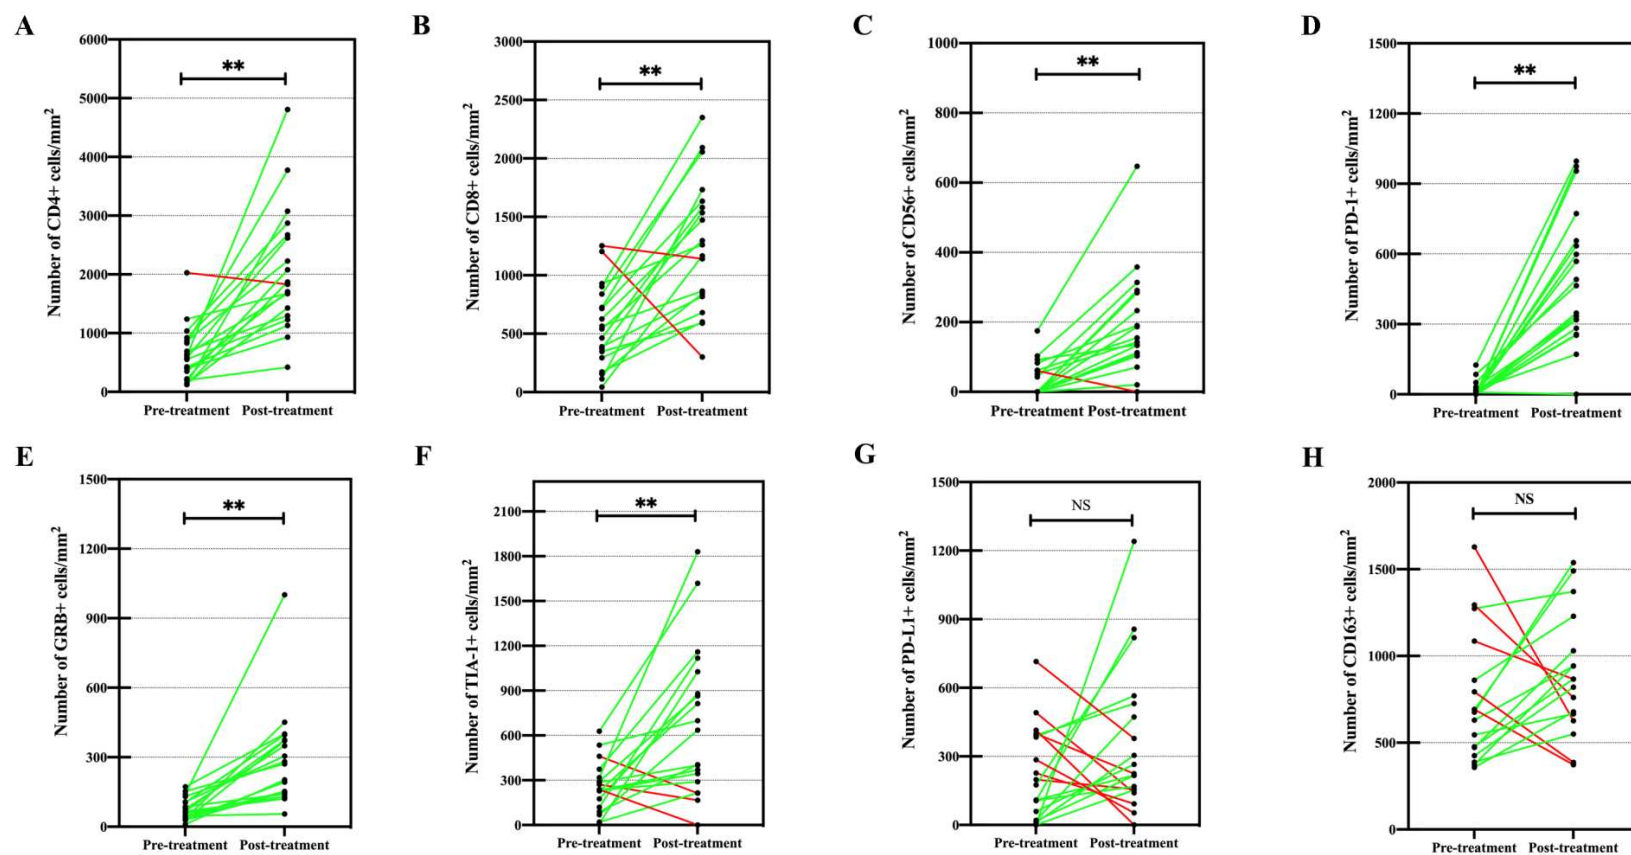 A
Number of CD4+ cells/mm²
6000
5000
4000
3000
2000
1000
0
**
Pre-treatment Post-treatment
B
Number of CD8+ cells/mm²
3000
2500
2000
1500
1000
500
0
**
Pre-treatment Post-treatment
C
Number of CD56+ cells/mm²
1000
800
600
400
200
0
**
Pre-treatment Post-treatment
D
Number of PD-1+ cells/mm²
1500
1200
900
600
300
0
**
Pre-treatment Post-treatment
E
Number of GRB+ cells/mm²
1500
1200
900
600
300
0
**
Pre-treatment Post-treatment
F
Number of TIA-1+ cells/mm²
2100
1800
1500
1200
900
600
300
0
**
Pre-treatment Post-treatment
G
Number of PD-L1+ cells/mm²
1500
1200
900
600
300
0
NS
Pre-treatment Post-treatment
H
Number of CD163+ cells/mm²
2000
1500
1000
500
0
NS
Pre-treatment Post-treatment